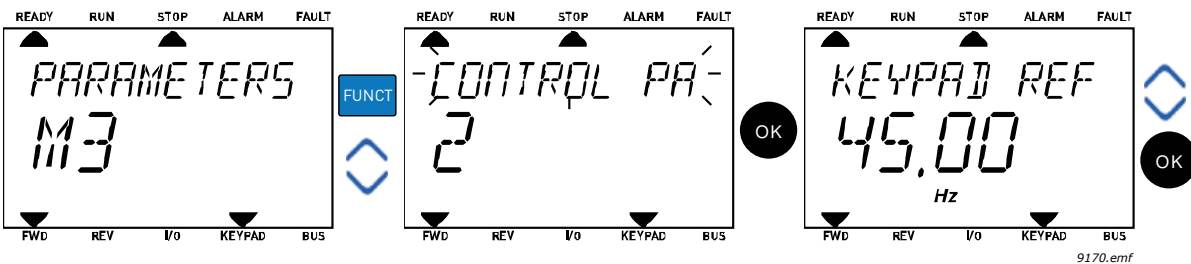 READY RUN STOP ALARM FAULT
PARAMETERS
M3
FWD REV I/O KEYPAD BUS
FUNCT
READY RUN STOP ALARM FAULT
CONTROL PA
2
FWD REV I/O KEYPAD BUS
OK
READY RUN STOP ALARM FAULT
KEYPAD REF
45.00
Hz
FWD REV I/O KEYPAD BUS
OK
9170.emf